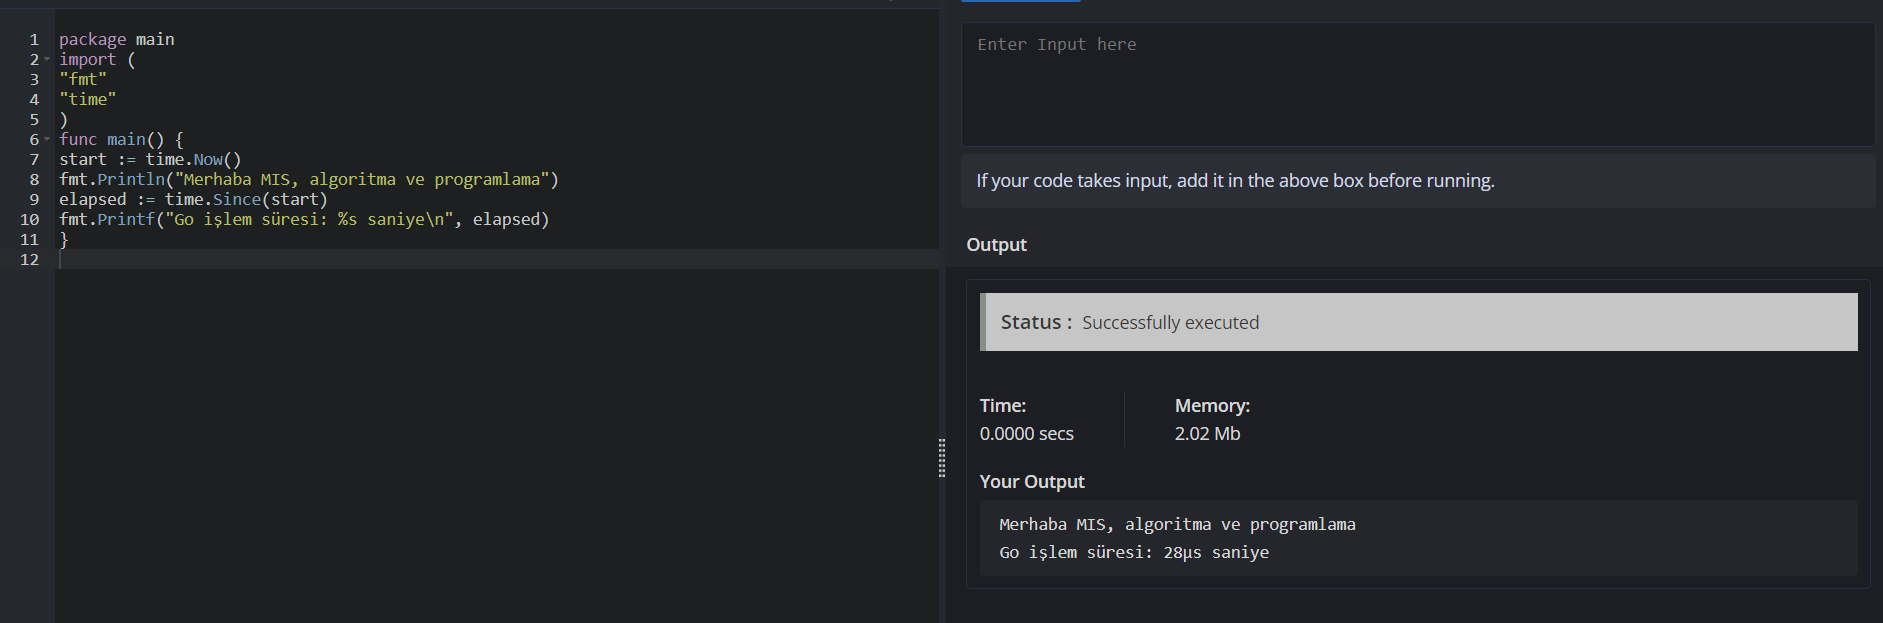 1 package main
2 import (
3 "fmt"
4 "time"
5 )
6 func main() {
7 start := time.Now()
8 fmt.Println("Merhaba MIS, algoritma ve programlama")
9 elapsed := time.Since(start)
10 fmt.Printf("Go işlem süresi: %s saniye\n", elapsed)
11 }
12
Enter Input here
If your code takes input, add it in the above box before running.
Output
Status : Successfully executed
Time: Memory:
0.0000 secs 2.02 Mb
Your Output
Merhaba MIS, algoritma ve programlama
Go işlem süresi: 28µs saniye